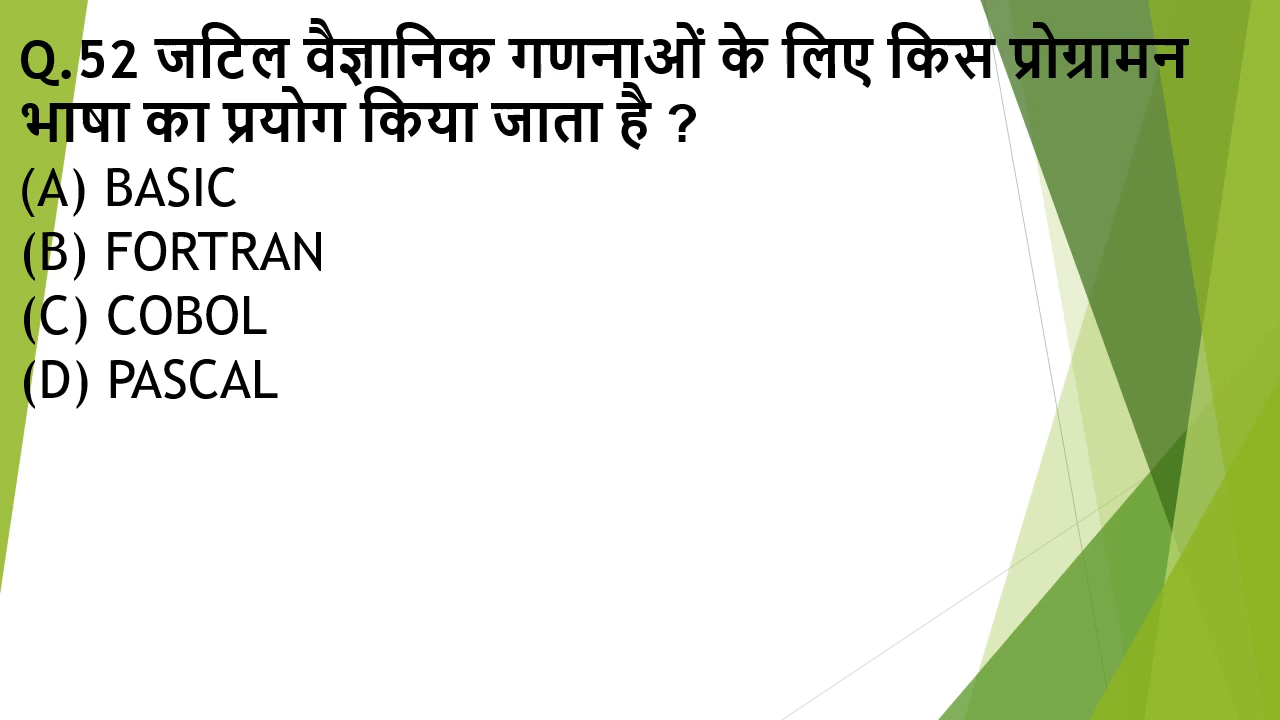 Q.52 जटिल वैज्ञानिक गणनाओं के लिए किस प्रोग्रामन
भाषा का प्रयोग किया जाता है ?
(A) BASIC
(B) FORTRAN
(C) COBOL
(D) PASCAL